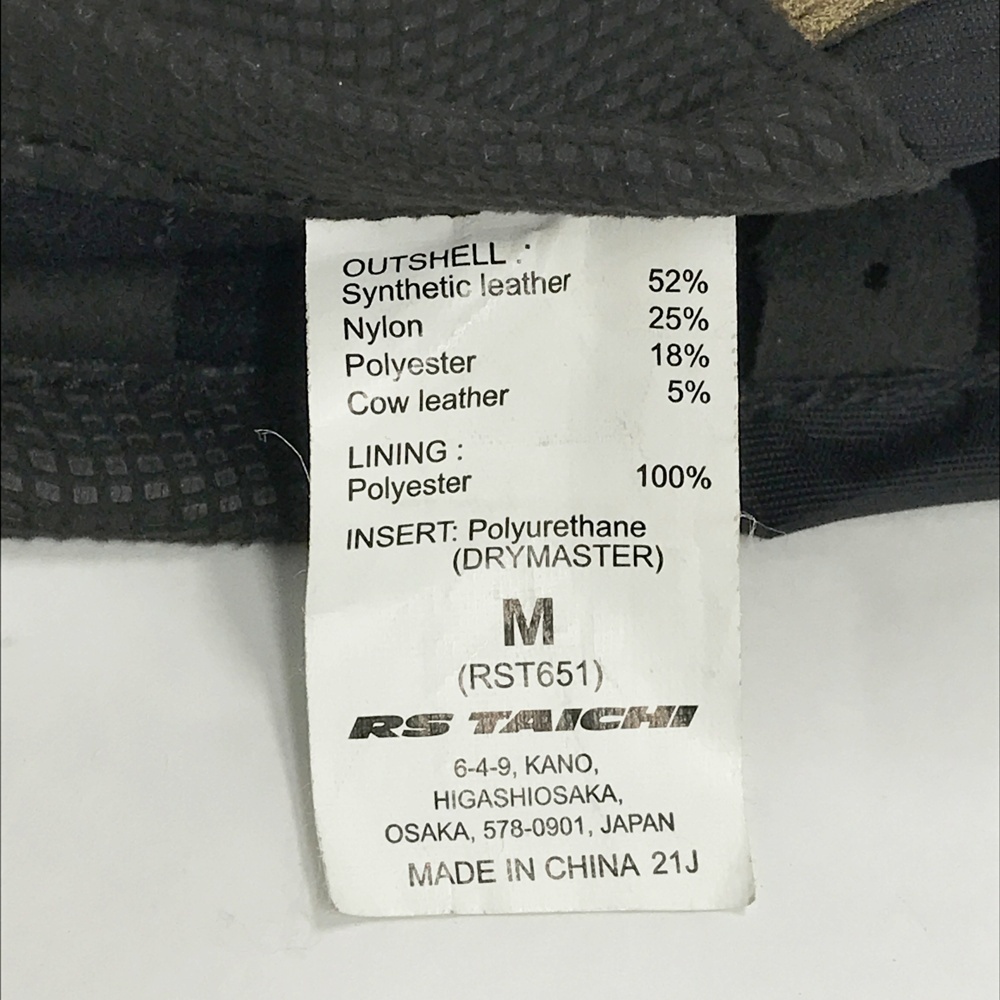 OUTSHELL :
Synthetic leather 52%
Nylon 25%
Polyester 18%
Cow leather 5%
LINING :
Polyester 100%
INSERT: Polyurethane
(DRYMASTER)
M
(RST651)
RS TAICHI
6-4-9, KANO,
HIGASHIOSAKA,
OSAKA, 578-0901, JAPAN
MADE IN CHINA 21J